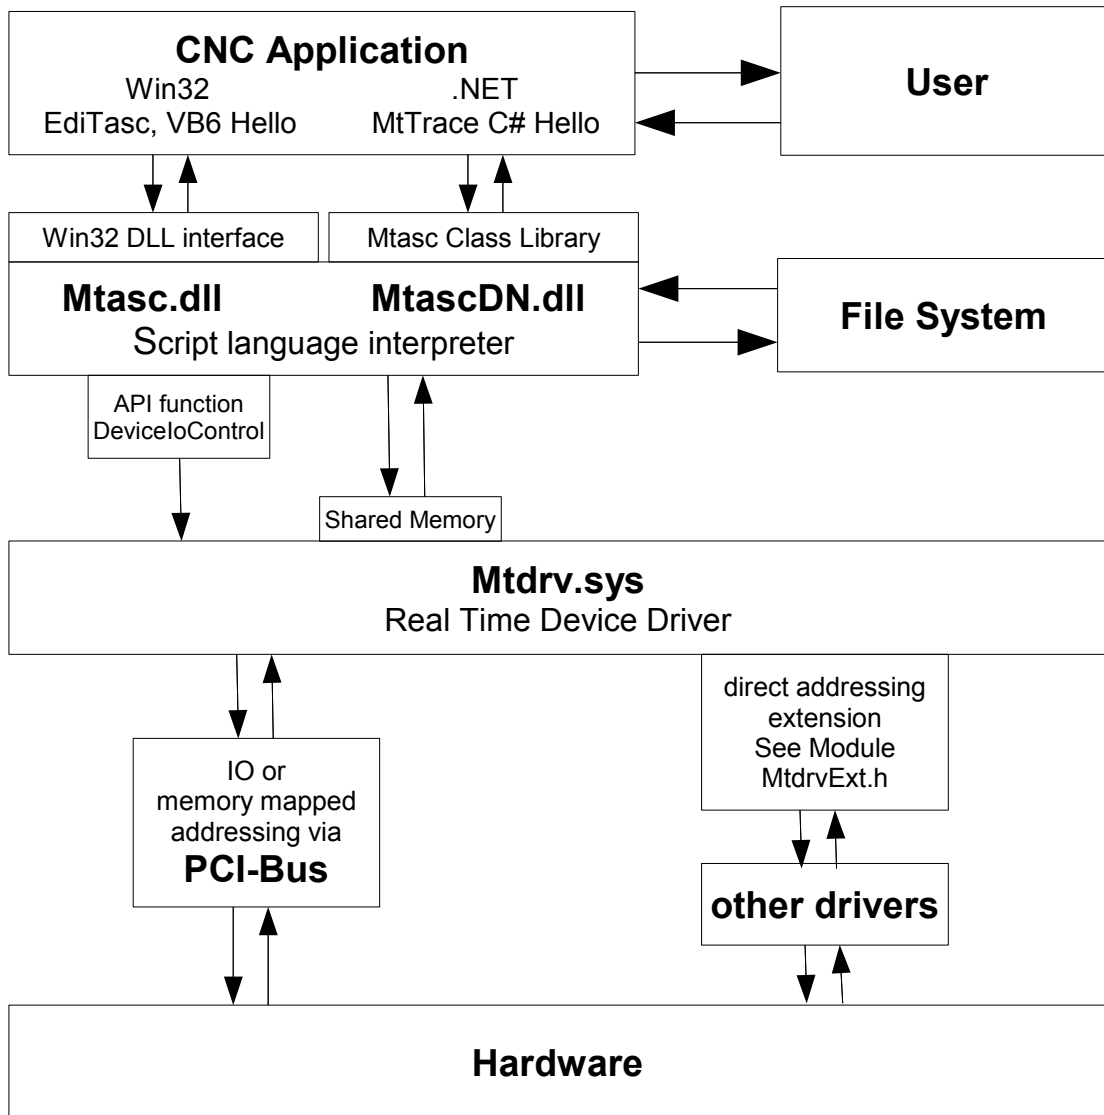 CNC Application
Win32
EdiTasc, VB6 Hello
.NET
MtTrace C# Hello
User
Win32 DLL interface
Mtasc Class Library
Mtasc.dll
MtascDN.dll
Script language interpreter
File System
API function
DeviceIoControl
Shared Memory
Mtdrv.sys
Real Time Device Driver
IO or
memory mapped
addressing via
PCI-Bus
direct addressing
extension
See Module
MtdrvExt.h
other drivers
Hardware